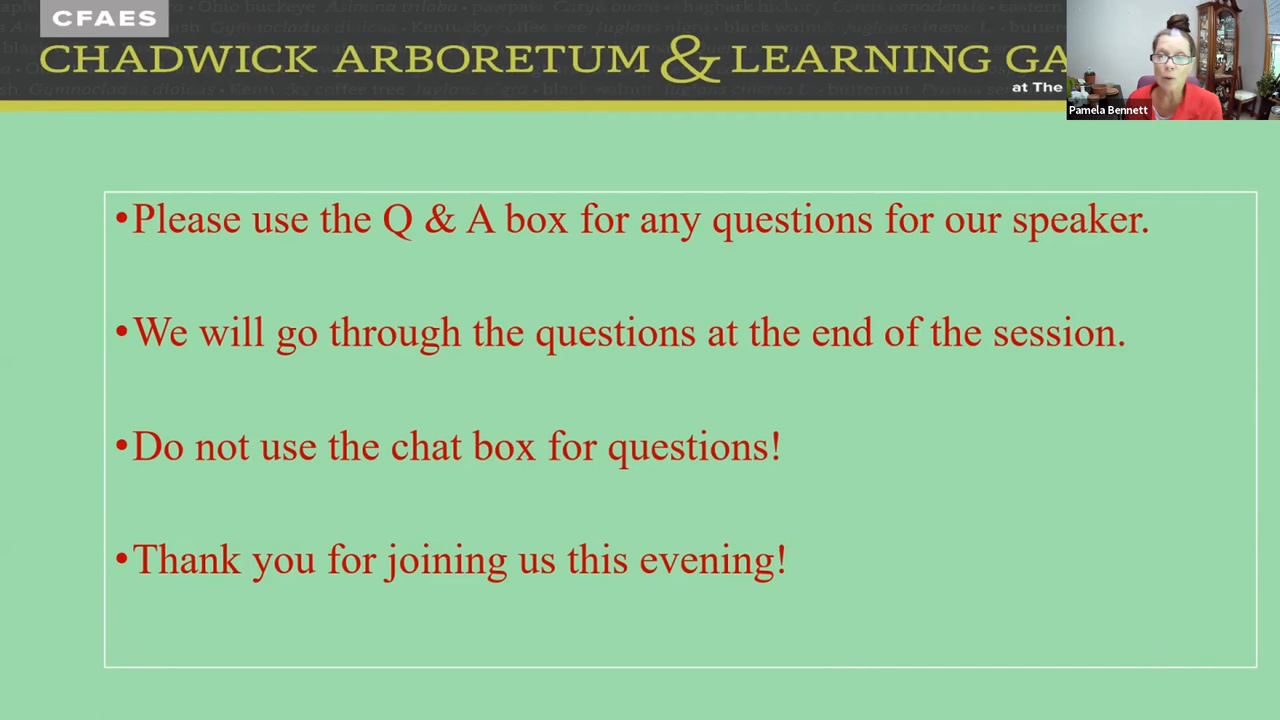 CFAES
CHADWICK ARBORETUM & LEARNING GA
at The
Pamela Bennett
•Please use the Q & A box for any questions for our speaker.
•We will go through the questions at the end of the session.
•Do not use the chat box for questions!
•Thank you for joining us this evening!